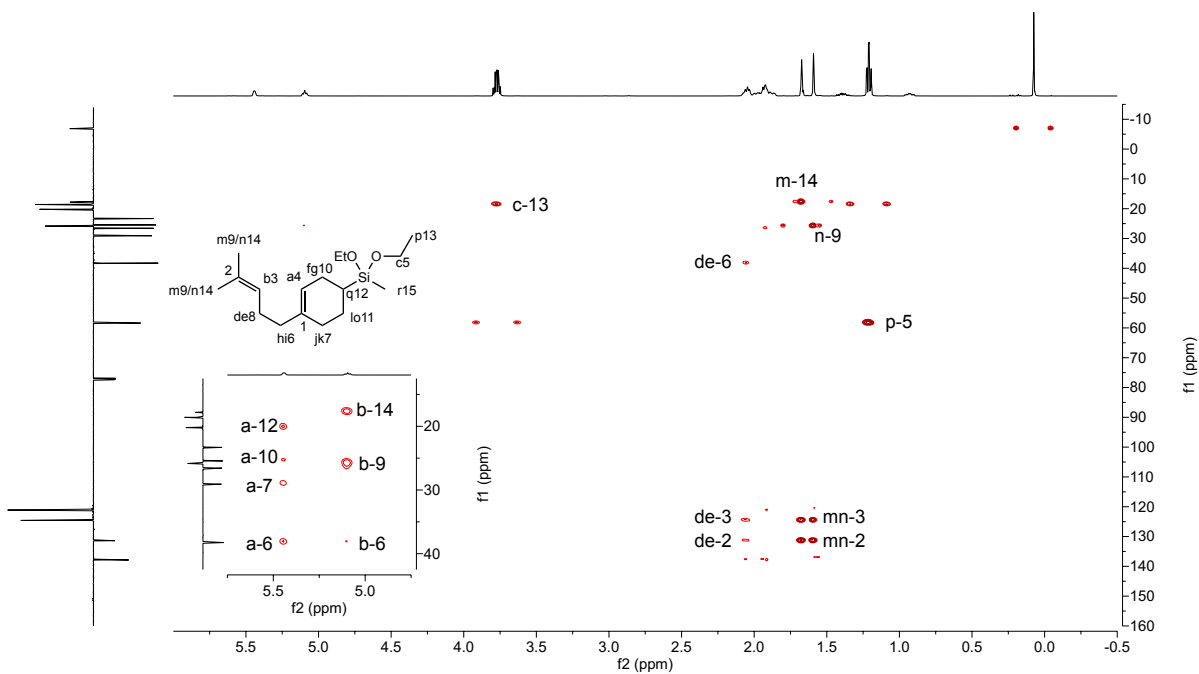 -10
0
10
20
30
40
50
60
70
80
90
100
110
120
130
140
150
160
f1 (ppm)
5.5
5.0
4.5
4.0
3.5
3.0
2.5
2.0
1.5
1.0
0.5
0.0
-0.5
f2 (ppm)
m-14
c-13
n-9
de-6
p-5
de-3
mn-3
de-2
mn-2
m9/n14
p13
EtO
O
c5
2
b3
a4
fg10
Si
m9/n14
q12
r15
de8
1
lo11
hi6
jk7
b-14
a-12
a-10
b-9
a-7
a-6
b-6
20
30
40
f1 (ppm)
5.5
5.0
f2 (ppm)